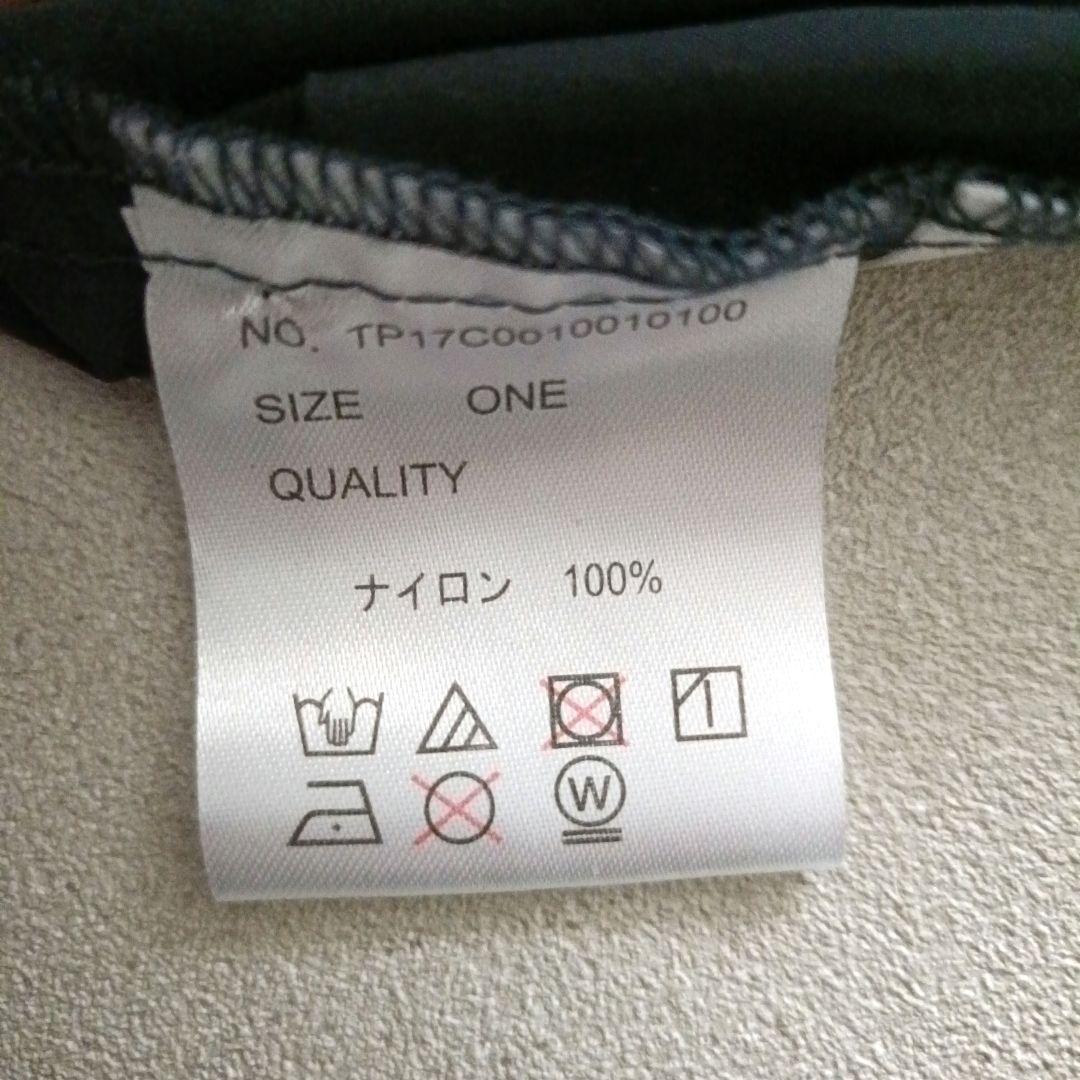 NO. TP17C0010010100
SIZE ONE
QUALITY
ナイロン 100%
W